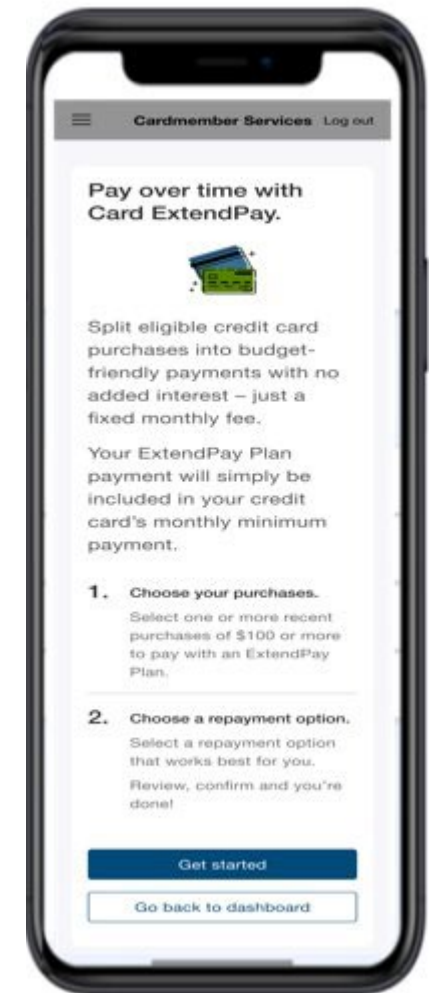 Cardmember Services Log out
Pay over time with
Card ExtendPay.
Split eligible credit card
purchases into budget-
friendly payments with no
added interest – just a
fixed monthly fee.
Your ExtendPay Plan
payment will simply be
included in your credit
card's monthly minimum
payment.
1. Choose your purchases.
Select one or more recent
purchases of $100 or more
to pay with an ExtendPay
Plan.
2. Choose a repayment option.
Select a repayment option
that works best for you.
Review, confirm and you're
done!
Get started
Go back to dashboard